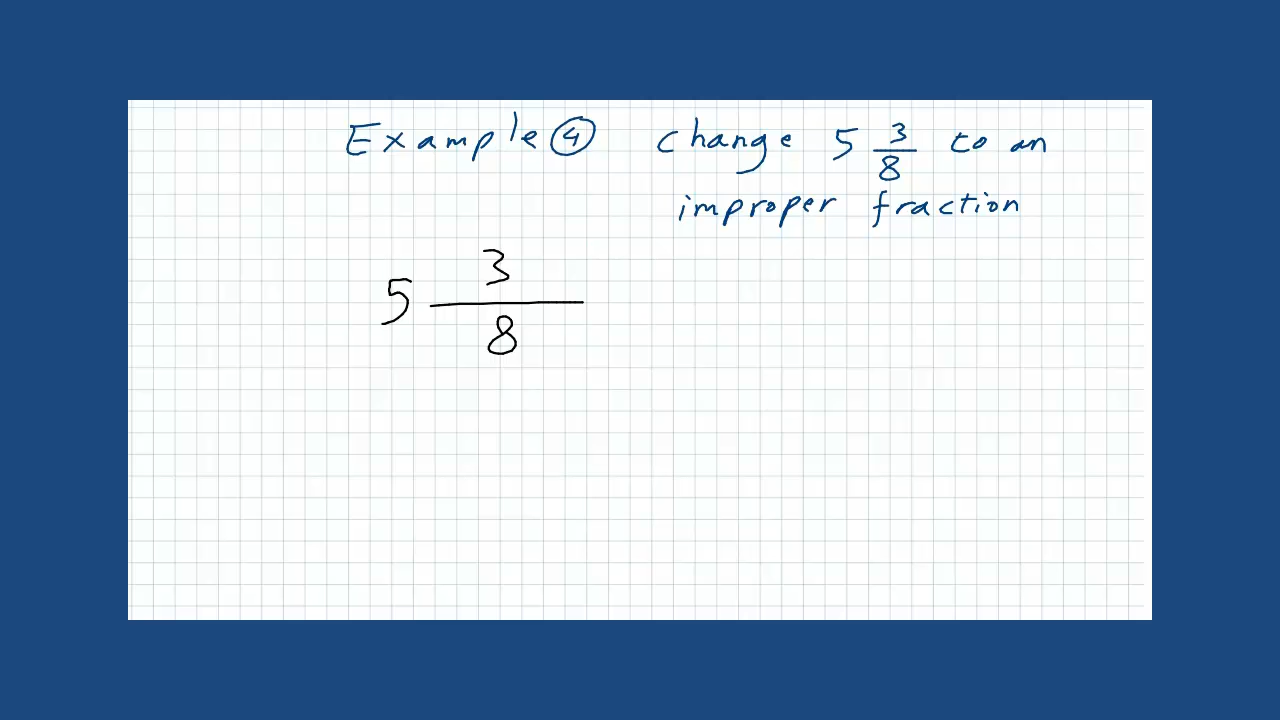 Example ④ change 5 3/8 to an
improper fraction
5 3/8